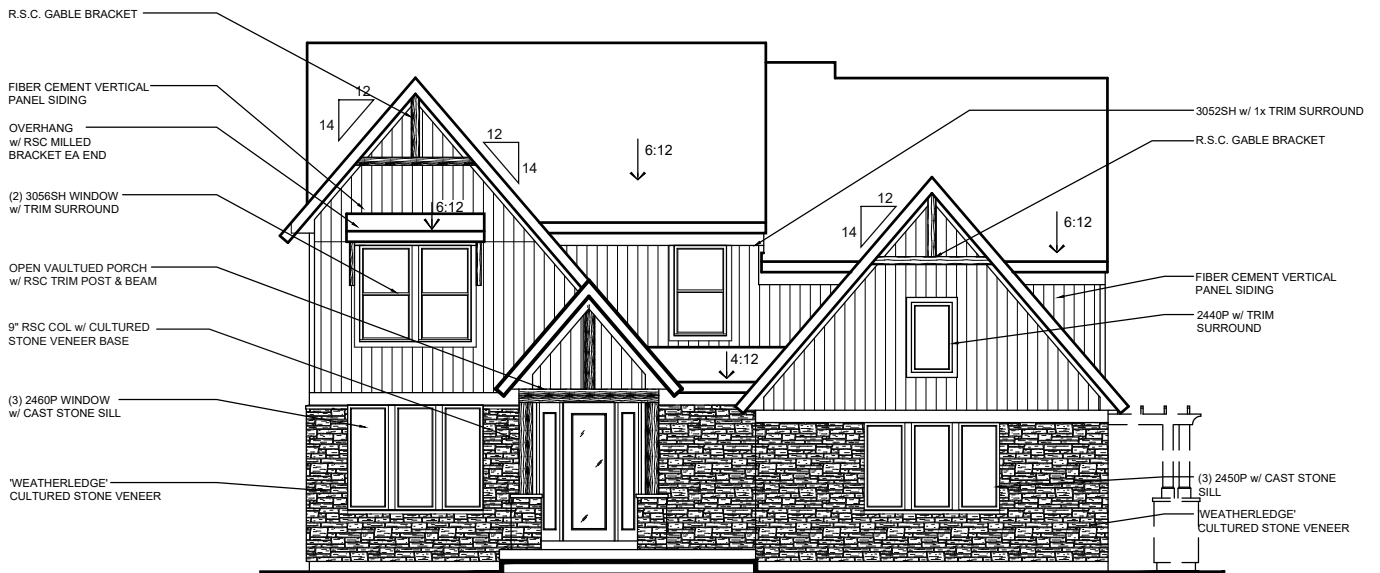 R.S.C. GABLE BRACKET
FIBER CEMENT VERTICAL
PANEL SIDING
OVERHANG
w/ RSC MILLED
BRACKET EA END
(2) 3056SH WINDOW
w/ TRIM SURROUND
OPEN VAULTUED PORCH
w/ RSC TRIM POST & BEAM
9" RSC COL w/ CULTURED
STONE VENEER BASE
(3) 2460P WINDOW
w/ CAST STONE SILL
'WEATHERLEDGE'
CULTURED STONE VENEER
12
14
12
14
6:12
6:12
4:12
12
14
6:12
3052SH w/ 1x TRIM SURROUND
R.S.C. GABLE BRACKET
FIBER CEMENT VERTICAL
PANEL SIDING
2440P w/ TRIM
SURROUND
(3) 2450P w/ CAST STONE
SILL
'WEATHERLEDGE'
CULTURED STONE VENEER